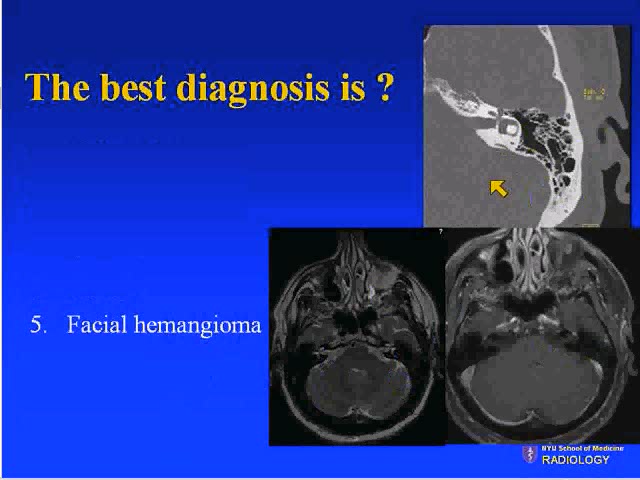 The best diagnosis is ?
?
5. Facial hemangioma
NYU School of Medicine
RADIOLOGY